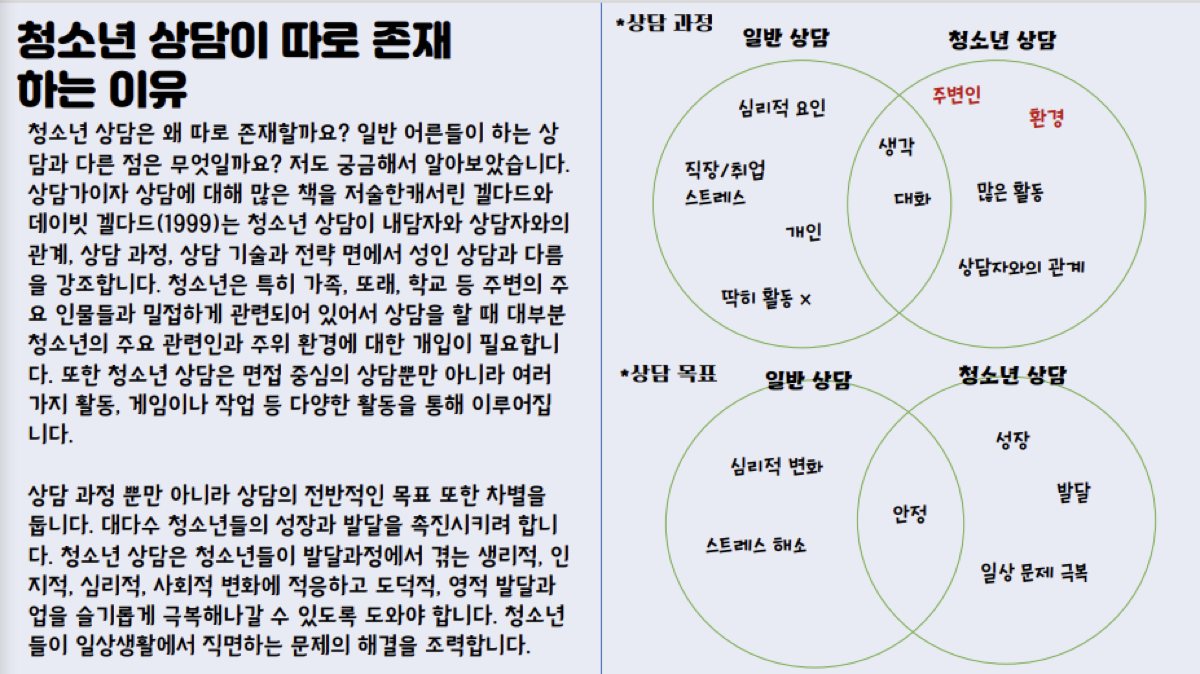 청소년 상담이 따로 존재
하는 이유
청소년 상담은 왜 따로 존재할까요? 일반 어른들이 하는 상
담과 다른 점은 무엇일까요? 저도 궁금해서 알아보았습니다.
상담가이자 상담에 대해 많은 책을 저술한캐서린 겔다드와
데이빗 겔다드(1999)는 청소년 상담이 내담자와 상담자와의
관계, 상담 과정, 상담 기술과 전략 면에서 성인 상담과 다름
을 강조합니다. 청소년은 특히 가족, 또래, 학교 등 주변의 주
요 인물들과 밀접하게 관련되어 있어서 상담을 할 때 대부분
청소년의 주요 관련인과 주위 환경에 대한 개입이 필요합니
다. 또한 청소년 상담은 면접 중심의 상담뿐만 아니라 여러
가지 활동, 게임이나 작업 등 다양한 활동을 통해 이루어집
니다.
상담 과정 뿐만 아니라 상담의 전반적인 목표 또한 차별을
둡니다. 대다수 청소년들의 성장과 발달을 촉진시키려 합니
다. 청소년 상담은 청소년들이 발달과정에서 겪는 생리적, 인
지적, 심리적, 사회적 변화에 적응하고 도덕적, 영적 발달과
업을 슬기롭게 극복해나갈 수 있도록 도와야 합니다. 청소년
들이 일상생활에서 직면하는 문제의 해결을 조력합니다.
*상담 과정
일반 상담
청소년 상담
심리적 요인
직장/취업
스트레스
개인
딱히 활동 x
생각
대화
주변인
환경
많은 활동
상담자와의 관계
*상담 목표
일반 상담
청소년 상담
심리적 변화
스트레스 해소
안정
성장
발달
일상 문제 극복